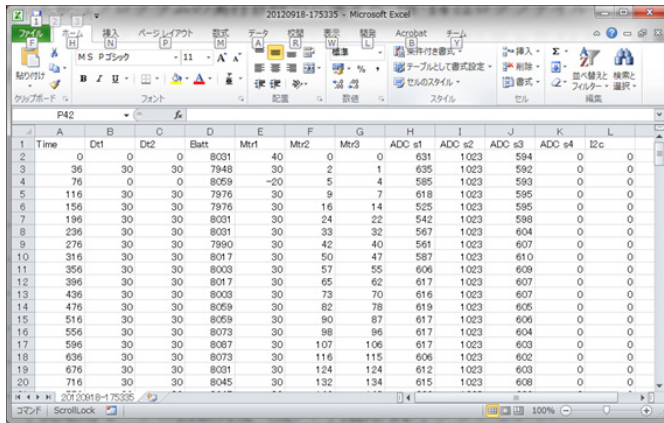 20120918-175335 - Microsoft Excel
ファイル ホーム 挿入 ページ レイアウト 数式 データ 校閲 表示 開発 Acrobat チーム
F H N P M A R W L B Y
MS Pゴシック 11 標準 条件付き書式 挿入 Σ
貼り付け B I U A % , テーブルとして書式設定 削除 並べ替えと 検索と
セルのスタイル 書式 フィルター 選択
クリップボード フォント 配置 数値 スタイル セル 編集
P42 fx
A B C D E F G H I J K L
1 Time Dt1 Dt2 Batt Mtr1 Mtr2 Mtr3 ADC s1 ADC s2 ADC s3 ADC s4 I2c
2 0 0 0 8031 40 0 0 631 1023 594 0 0
3 36 30 30 7948 30 2 1 635 1023 592 0 0
4 76 0 0 8059 -20 5 4 585 1023 593 0 0
5 116 30 30 7976 30 9 7 618 1023 595 0 0
6 156 30 30 7976 30 16 14 525 1023 595 0 0
7 196 30 30 8031 30 24 22 542 1023 598 0 0
8 236 30 30 8031 30 33 32 567 1023 604 0 0
9 276 30 30 7990 30 42 40 561 1023 607 0 0
10 316 30 30 8017 30 50 47 587 1023 610 0 0
11 356 30 30 8003 30 57 55 606 1023 609 0 0
12 396 30 30 8017 30 65 62 617 1023 607 0 0
13 436 30 30 8003 30 73 70 616 1023 607 0 0
14 476 30 30 8059 30 82 78 619 1023 605 0 0
15 516 30 30 8059 30 90 87 617 1023 606 0 0
16 556 30 30 8073 30 98 96 617 1023 604 0 0
17 596 30 30 8087 30 107 106 617 1023 603 0 0
18 636 30 30 8073 30 116 115 606 1023 602 0 0
19 676 30 30 8031 30 124 124 612 1023 603 0 0
20 716 30 30 8045 30 132 134 615 1023 608 0 0
20120918-175335
コマンド ScrollLock 100%